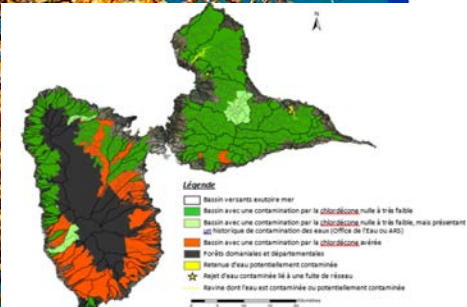 N
Légende
Bassin versants exutoire mer
Bassin avec une contamination par la chlordécone nulle à très faible
Bassin avec une contamination par la chlordécone nulle à très faible, mais présentant
un historique de contamination des eaux (Office de l'Eau ou ARS)
Bassin avec une contamination par la chlordécone avérée
Forêts domaniales et départementales
Retenue d'eau potentiellement contaminée
Rejet d'eau contaminée lié à une fuite de réseau
Ravine dont l'eau est contaminée ou potentiellement contaminée